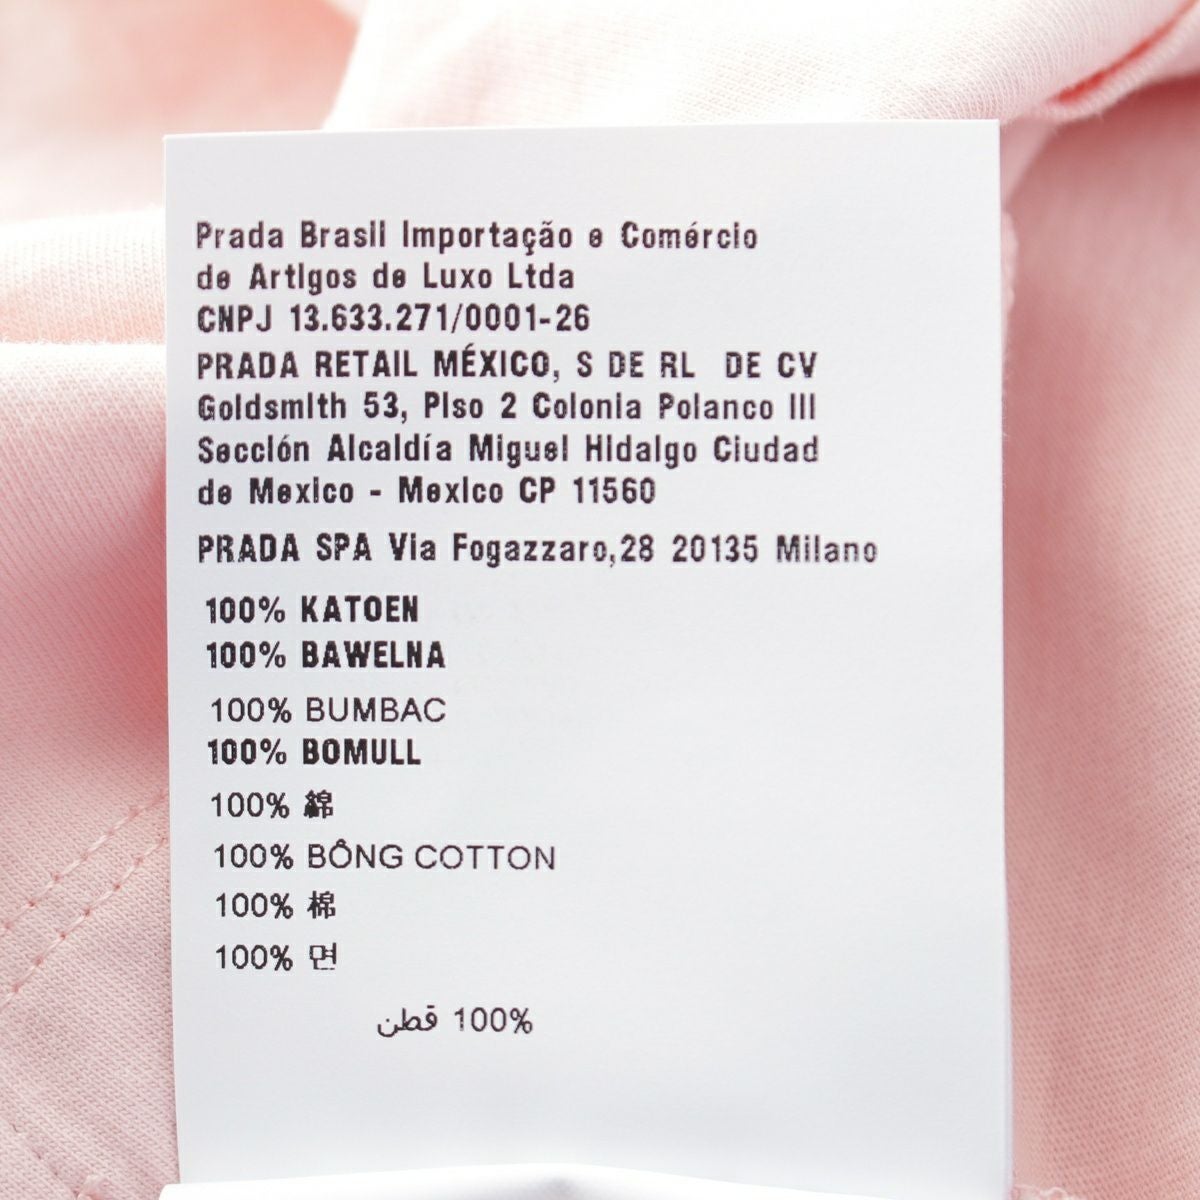 Prada Brasil Importação e Comércio
de Artigos de Luxo Ltda
CNPJ 13.633.271/0001-26
PRADA RETAIL MÉXICO, S DE RL DE CV
Goldsmith 53, Piso 2 Colonia Polanco III
Sección Alcaldía Miguel Hidalgo Ciudad
de Mexico - Mexico CP 11560
PRADA SPA Via Fogazzaro,28 20135 Milano
100% KATOEN
100% BAWELNA
100% BUMBAC
100% BOMULL
100% 綿
100% BÔNG COTTON
100% 棉
100% 면
100% قطن